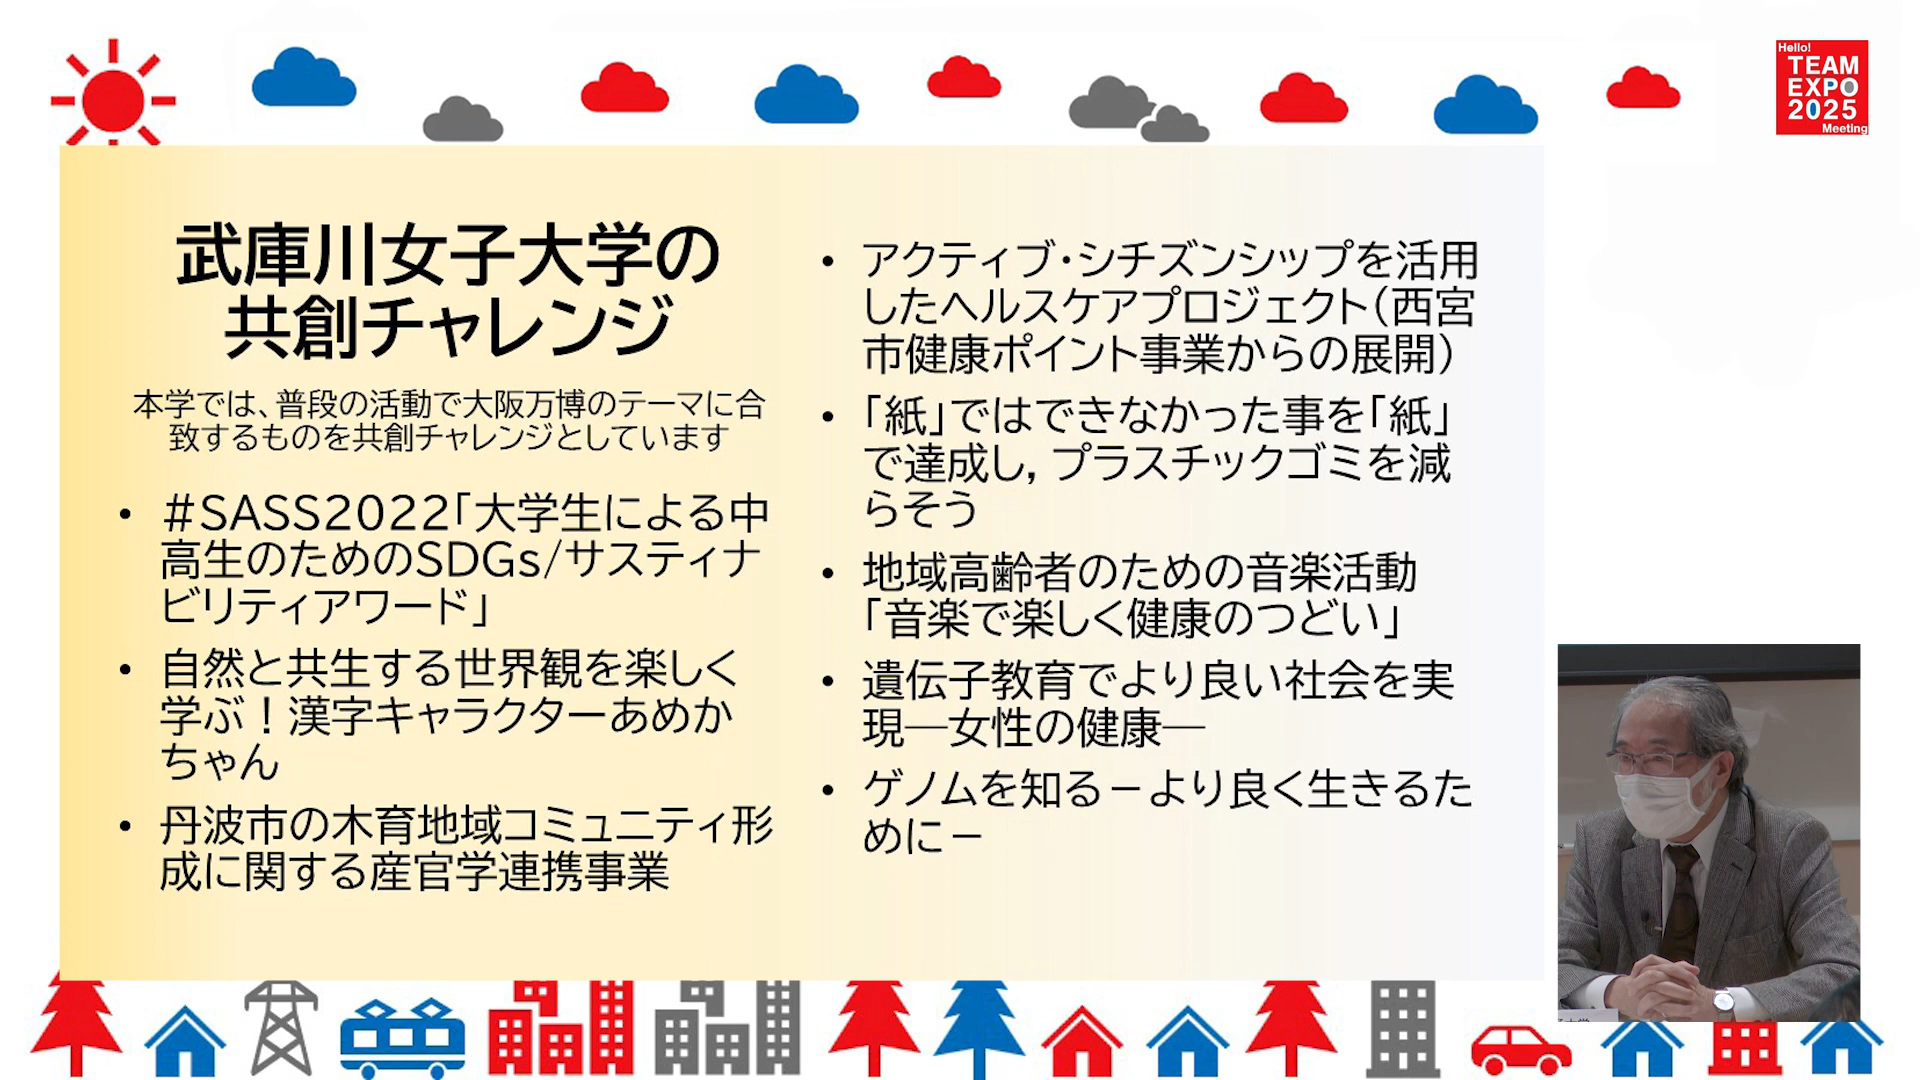 Hello!
TEAM
EXPO
2025
Meeting
武庫川女子大学の
共創チャレンジ
本学では、普段の活動で大阪万博のテーマに合
致するものを共創チャレンジとしています
• #SASS2022「大学生による中
高生のためのSDGs/サスティナ
ビリティアワード」
• 自然と共生する世界観を楽しく
学ぶ！漢字キャラクターあめか
ちゃん
• 丹波市の木育地域コミュニティ形
成に関する産官学連携事業
• アクティブ・シチズンシップを活用
したヘルスケアプロジェクト（西宮
市健康ポイント事業からの展開）
• 「紙」ではできなかった事を「紙」
で達成し，プラスチックゴミを減
らそう
• 地域高齢者のための音楽活動
「音楽で楽しく健康のつどい」
• 遺伝子教育でより良い社会を実
現―女性の健康―
• ゲノムを知る－より良く生きるた
めに－